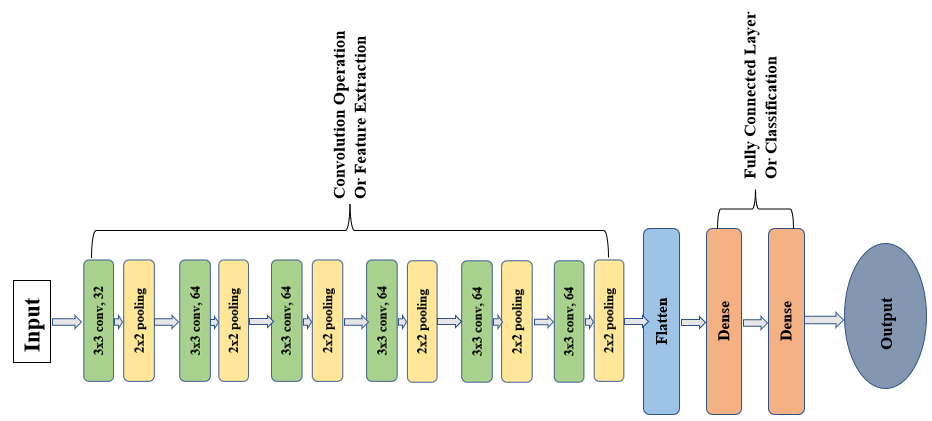 Convolution Operation
Or Feature Extraction
Fully Connected Layer
Or Classification
Input
3x3 conv, 32
2x2 pooling
3x3 conv, 64
2x2 pooling
3x3 conv, 64
2x2 pooling
3x3 conv, 64
2x2 pooling
3x3 conv, 64
2x2 pooling
3x3 conv, 64
2x2 pooling
Flatten
Dense
Dense
Output